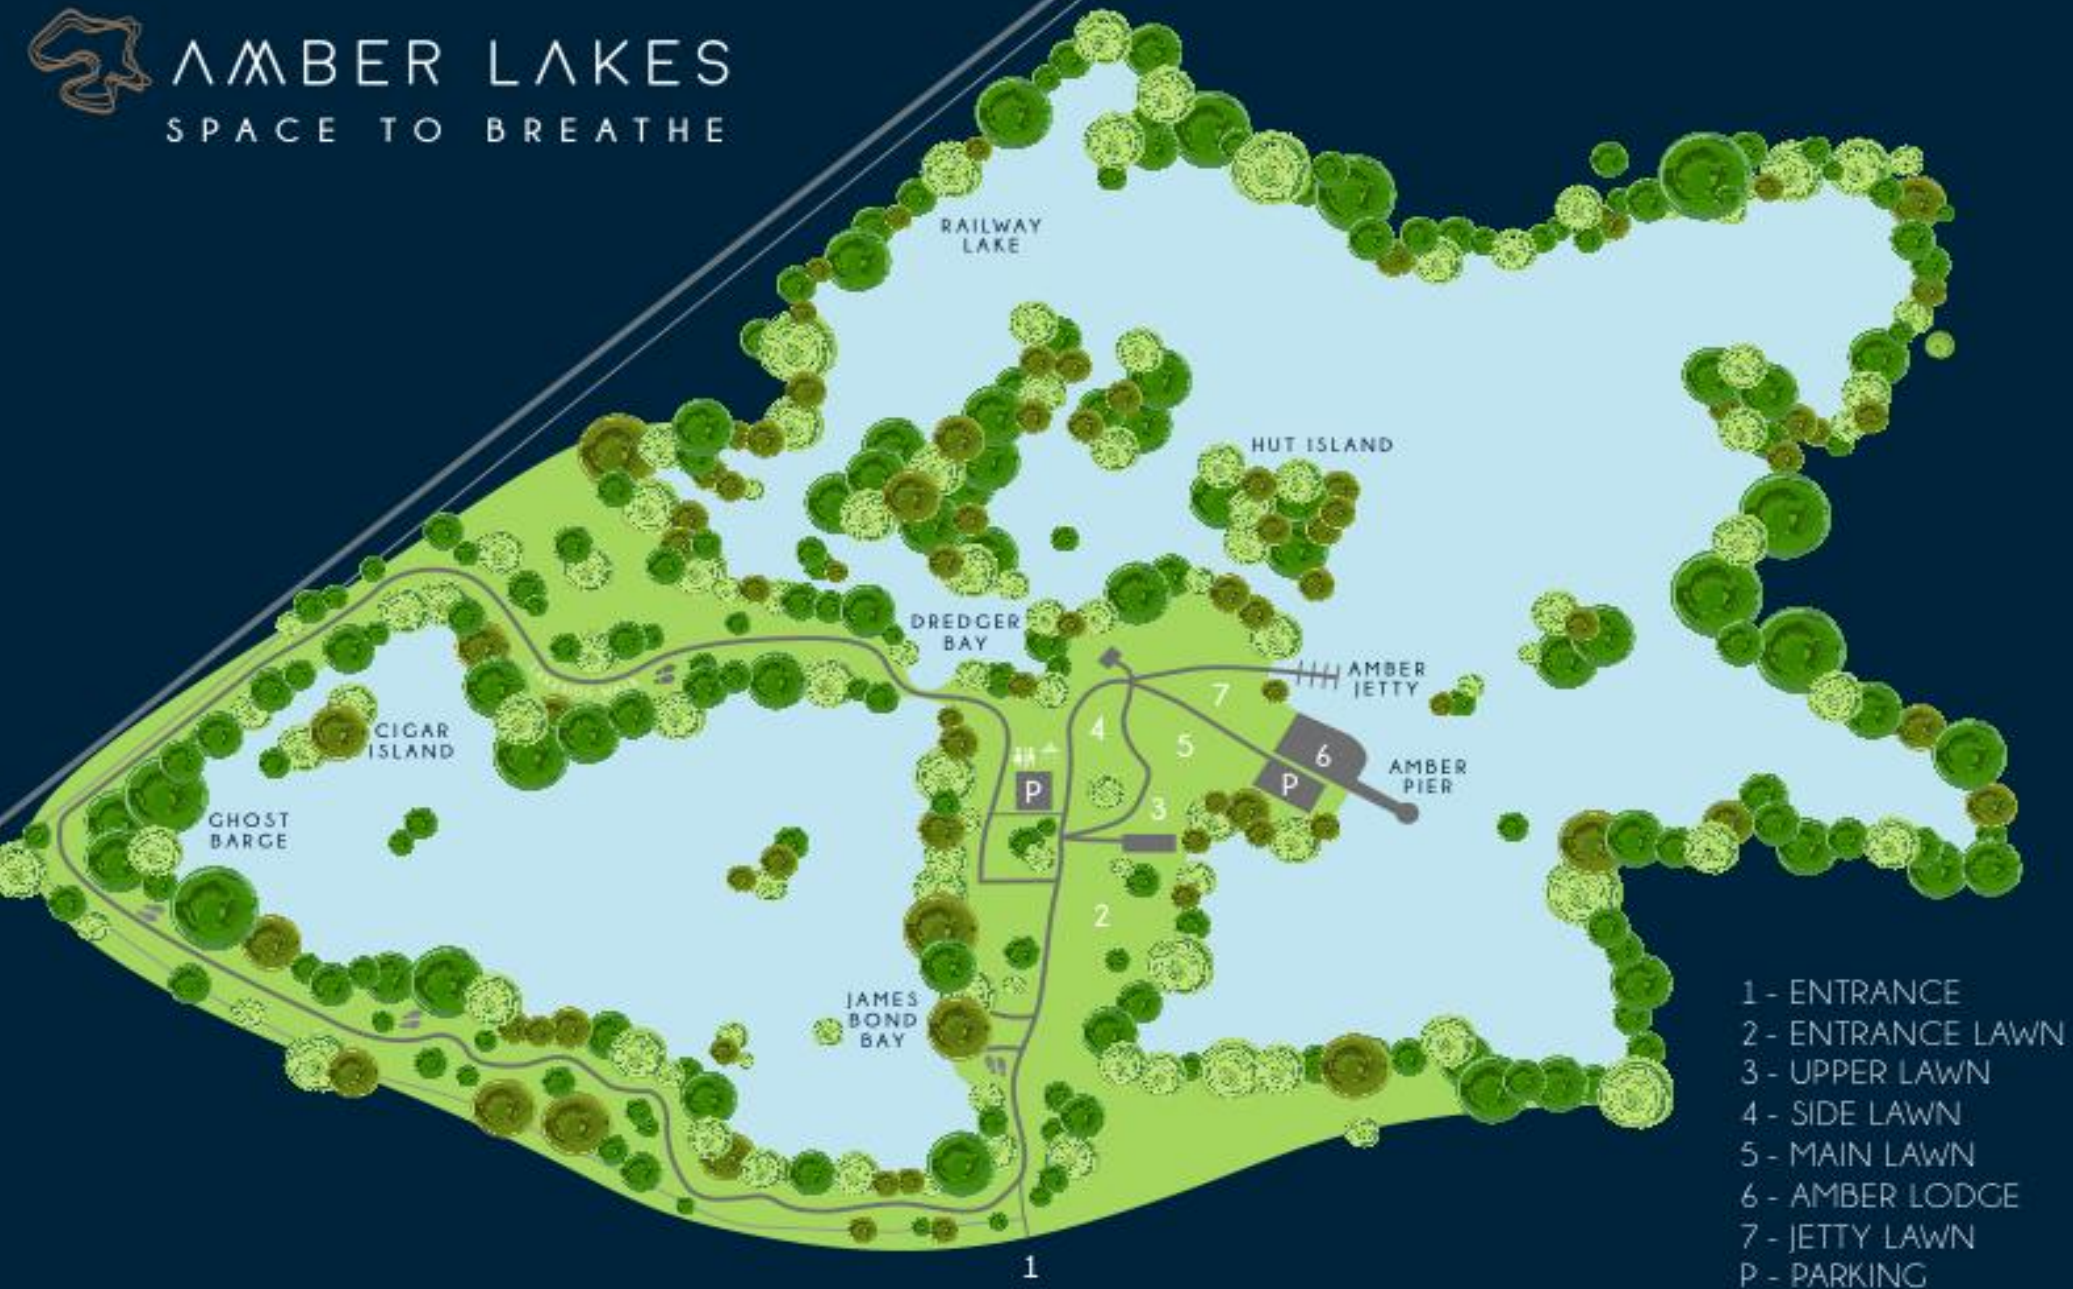 AMBER LAKES
SPACE TO BREATHE
RAILWAY
LAKE
HUT ISLAND
DREDGER
BAY
AMBER
JETTY
7
4
5
CIGAR
ISLAND
6
AMBER
PIER
P
P
3
GHOST
BARGE
2
JAMES
BOND
BAY
1
1 - ENTRANCE
2 - ENTRANCE LAWN
3 - UPPER LAWN
4 - SIDE LAWN
5 - MAIN LAWN
6 - AMBER LODGE
7 - JETTY LAWN
P - PARKING